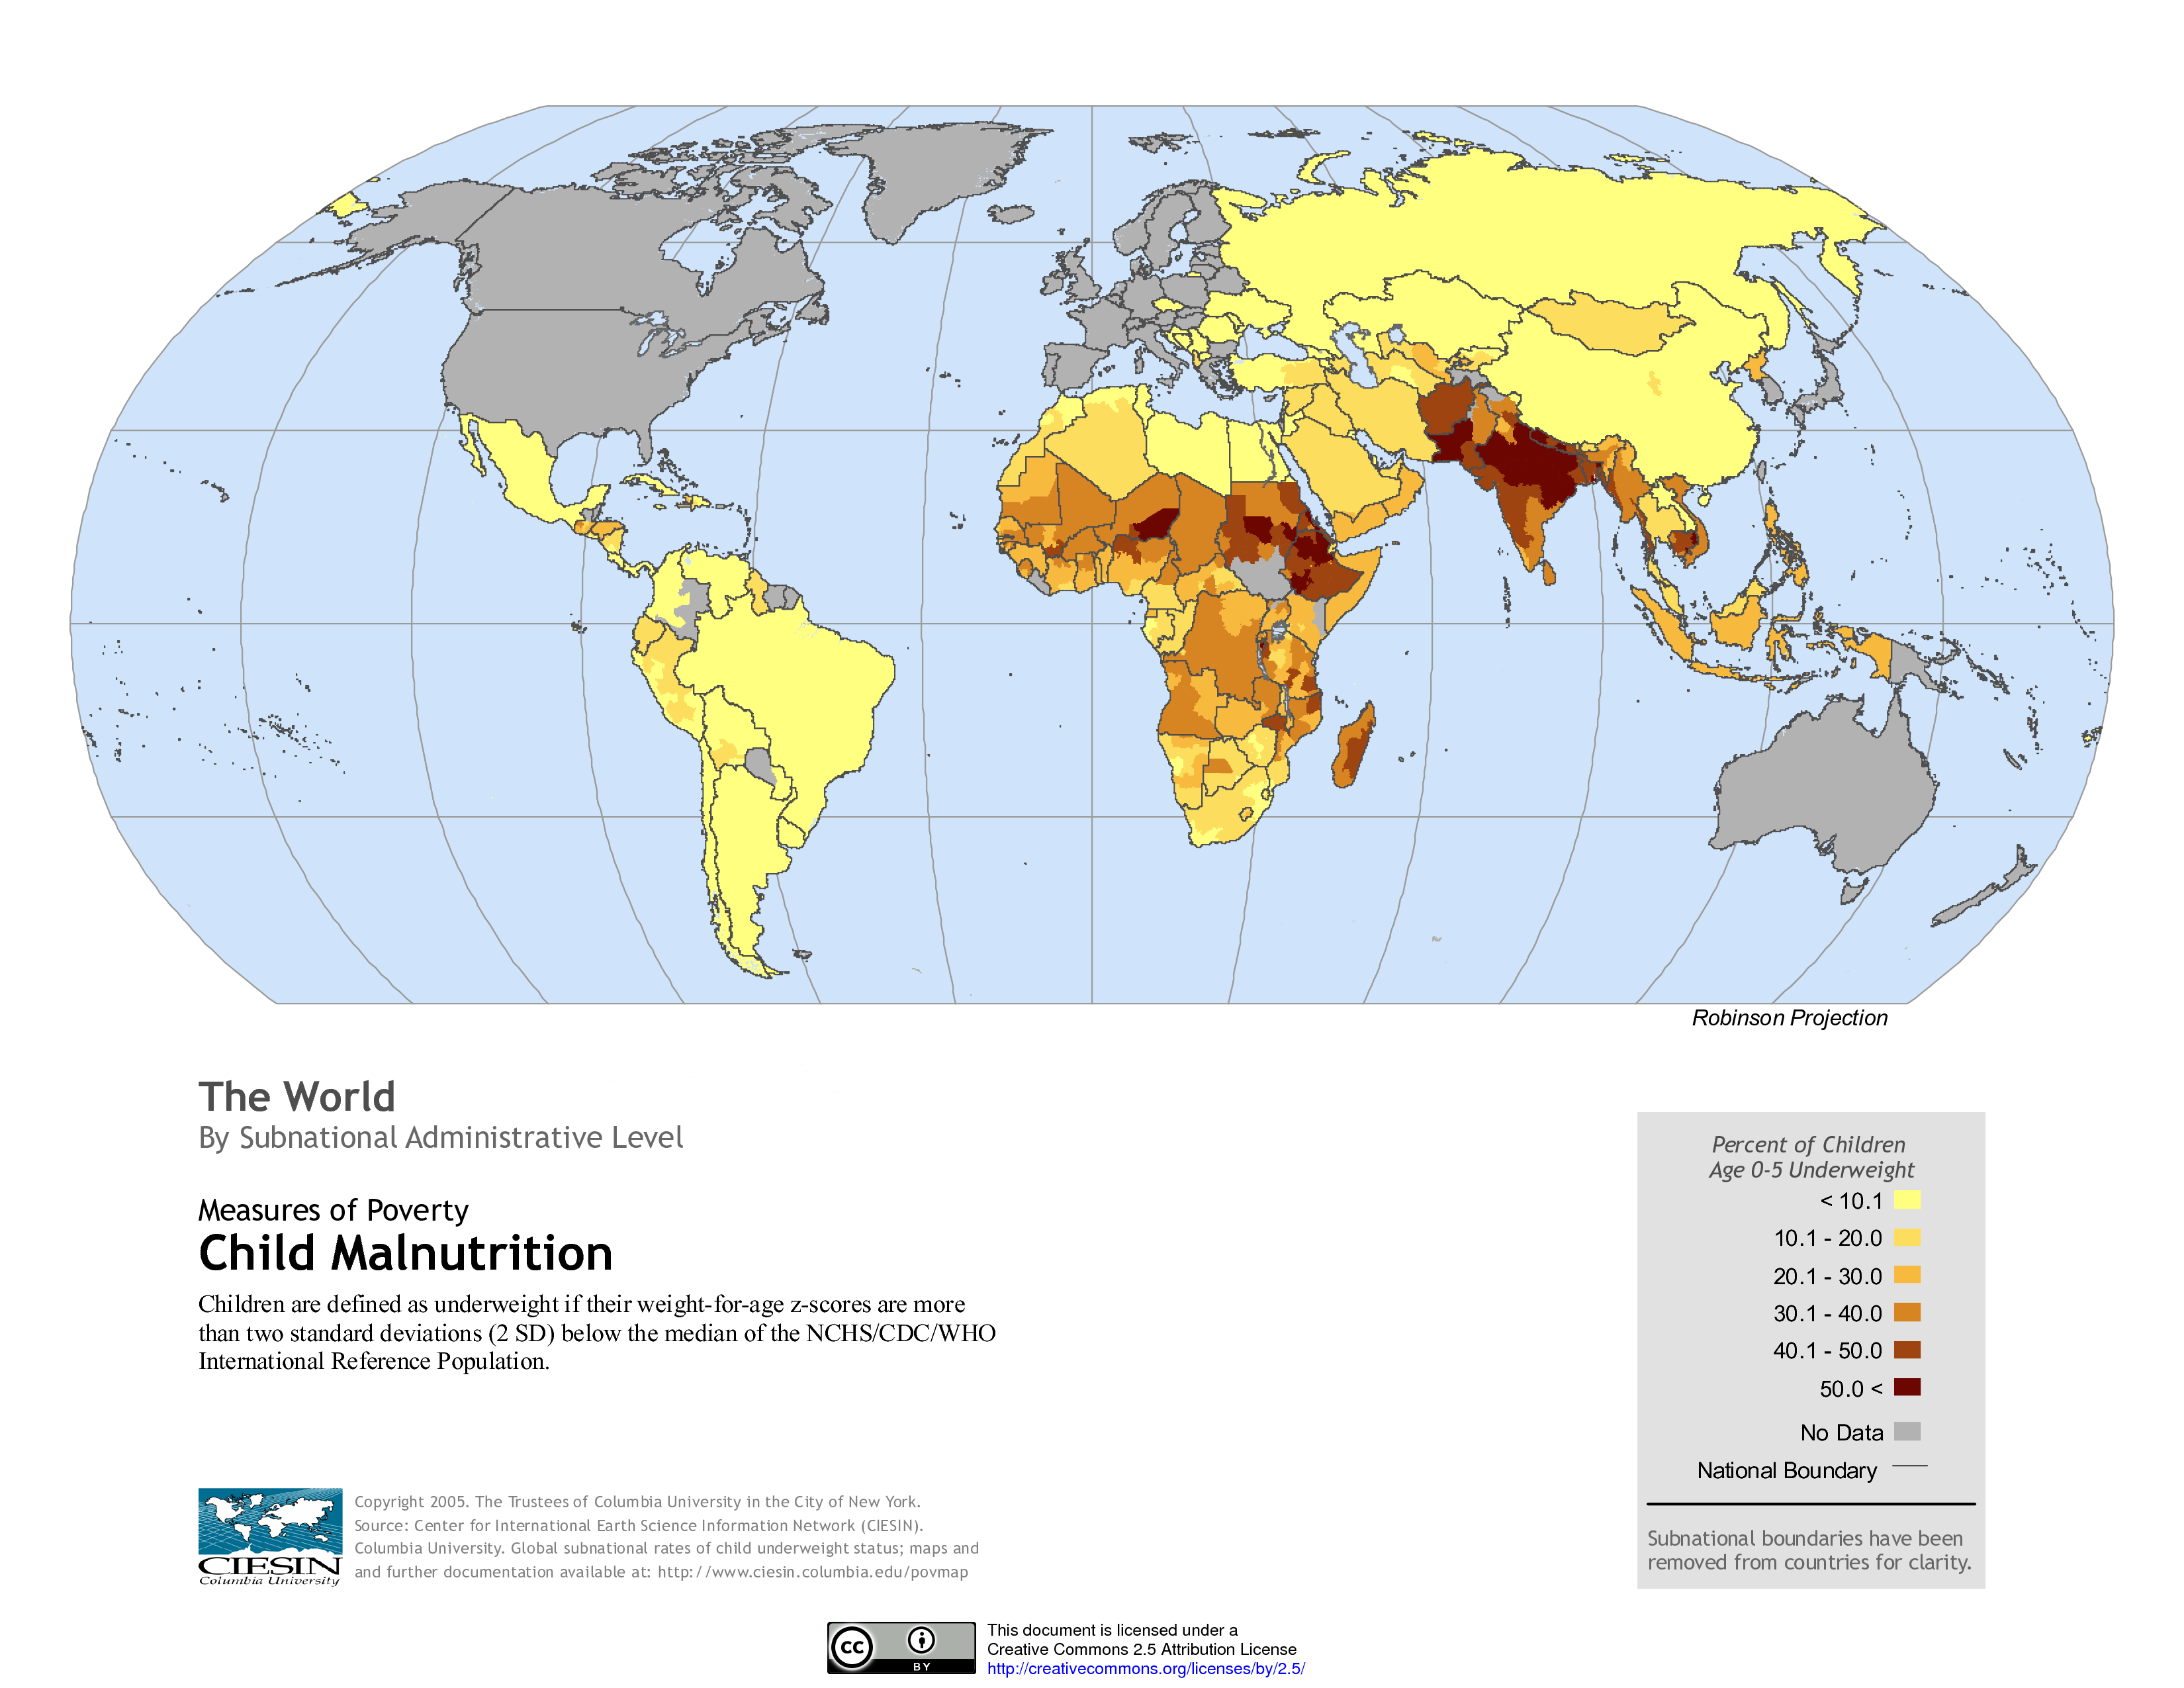 Robinson Projection
The World
By Subnational Administrative Level
Measures of Poverty
Child Malnutrition
Children are defined as underweight if their weight-for-age z-scores are more
than two standard deviations (2 SD) below the median of the NCHS/CDC/WHO
International Reference Population.
Percent of Children
Age 0-5 Underweight
< 10.1
10.1 - 20.0
20.1 - 30.0
30.1 - 40.0
40.1 - 50.0
50.0 <
No Data
National Boundary
Subnational boundaries have been
removed from countries for clarity.
CIESIN
Columbia University
Copyright 2005. The Trustees of Columbia University in the City of New York.
Source: Center for International Earth Science Information Network (CIESIN).
Columbia University. Global subnational rates of child underweight status; maps and
and further documentation available at: http://www.ciesin.columbia.edu/povmap
cc
BY
This document is licensed under a
Creative Commons 2.5 Attribution License
http://creativecommons.org/licenses/by/2.5/